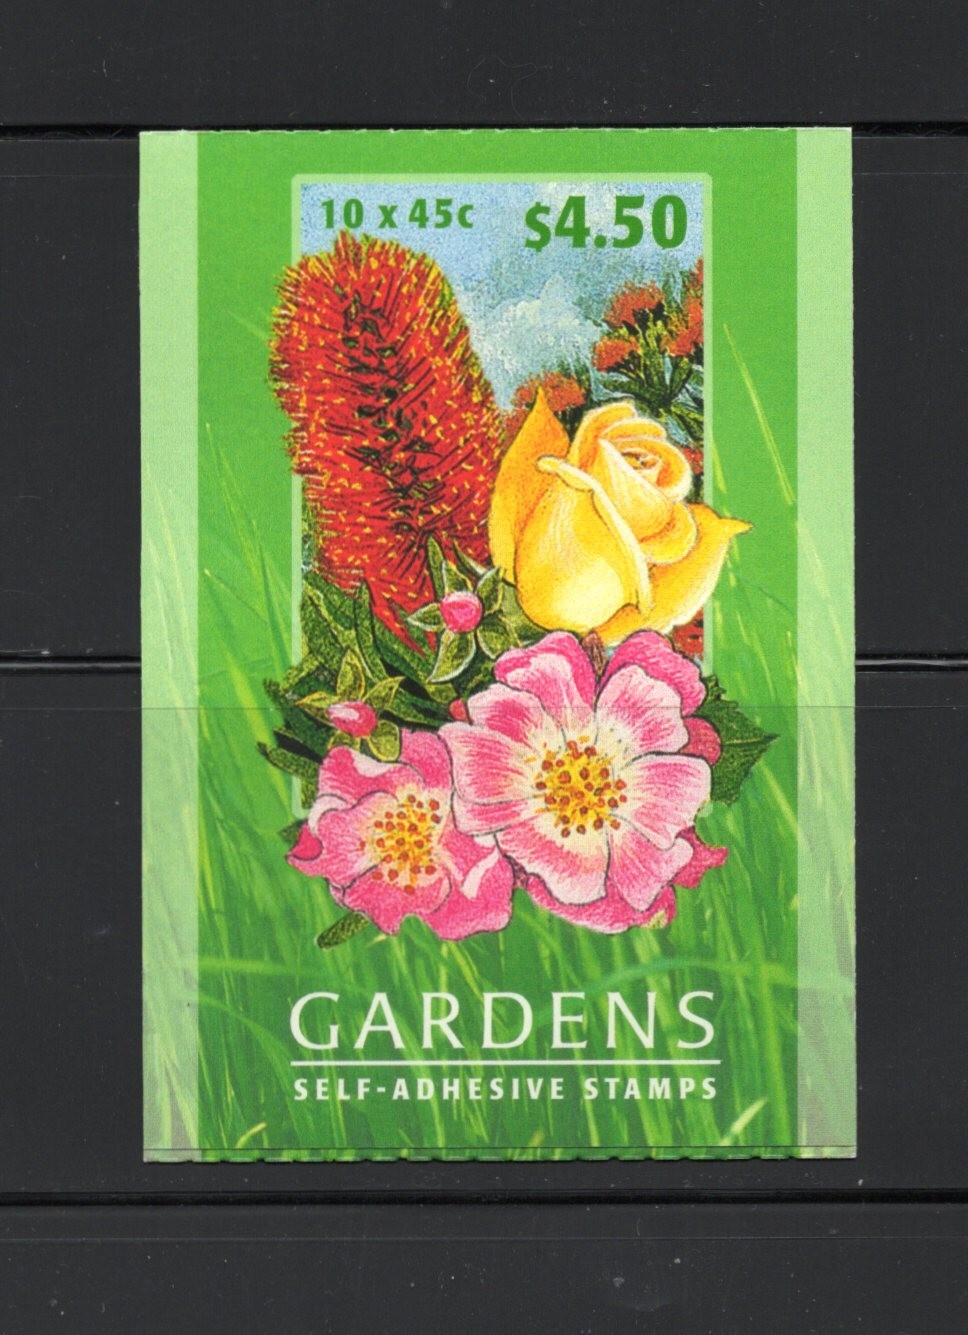 10 x 45c $4.50
GARDENS
SELF-ADHESIVE STAMPS